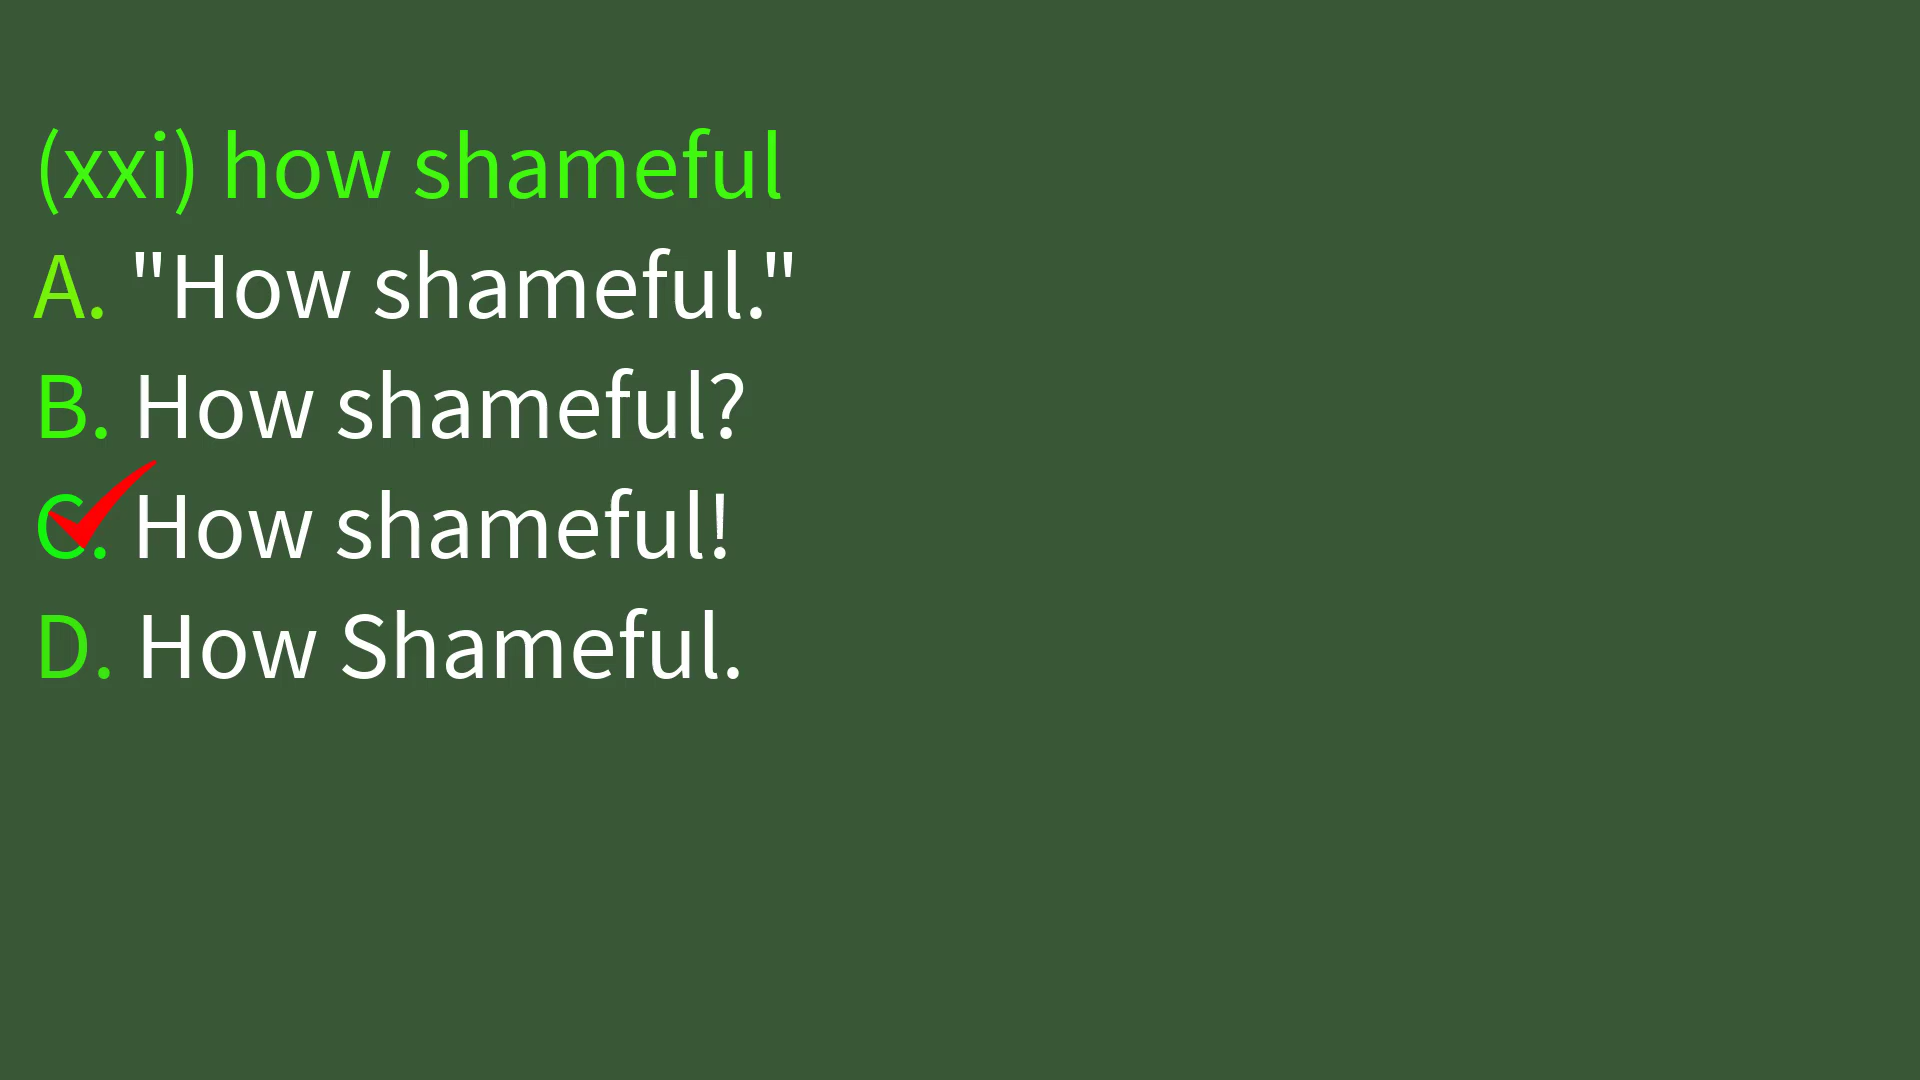 (xxi) how shameful
A. "How shameful."
B. How shameful?
C. How shameful!
D. How Shameful.